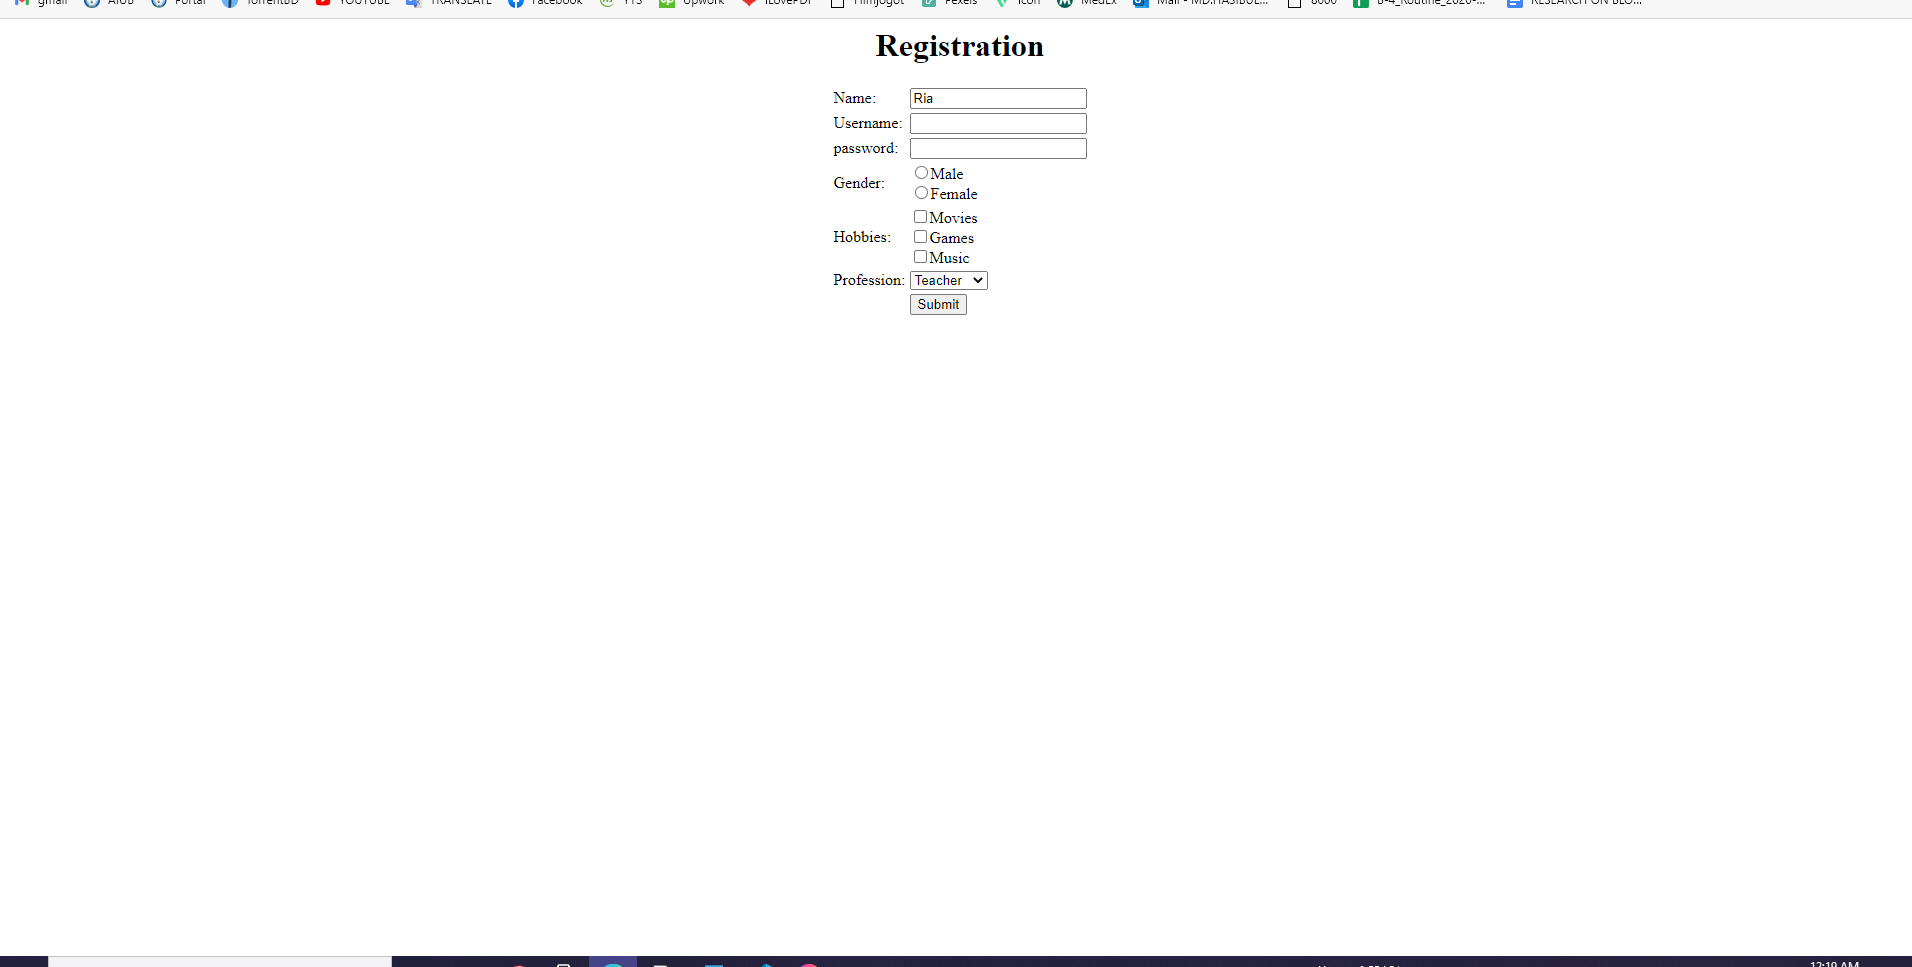 gmail AIUB Portal TorrentBD YOUTUBE TRANSLATE Facebook YTS Upwork iLovePDF Filmjogot Pexels Icon MedEx Mail - MD.HASIBUL... 8000 B-4_Routine_2020-... RESEARCH ON BLO...
Registration
Name: Ria
Username:
password:
Gender:
Male
Female
Hobbies:
Movies
Games
Music
Profession: Teacher
Submit
12:19 AM